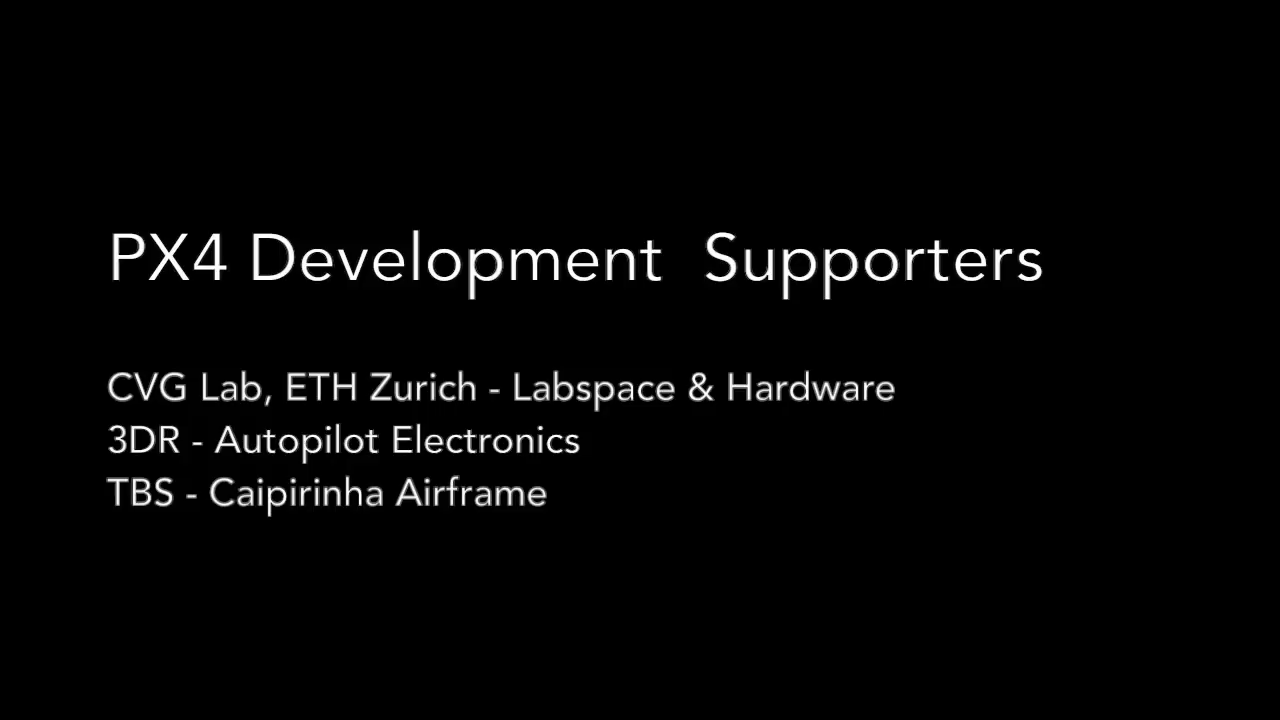 PX4 Development  Supporters
CVG Lab, ETH Zurich - Labspace & Hardware
3DR - Autopilot Electronics
TBS - Caipirinha Airframe